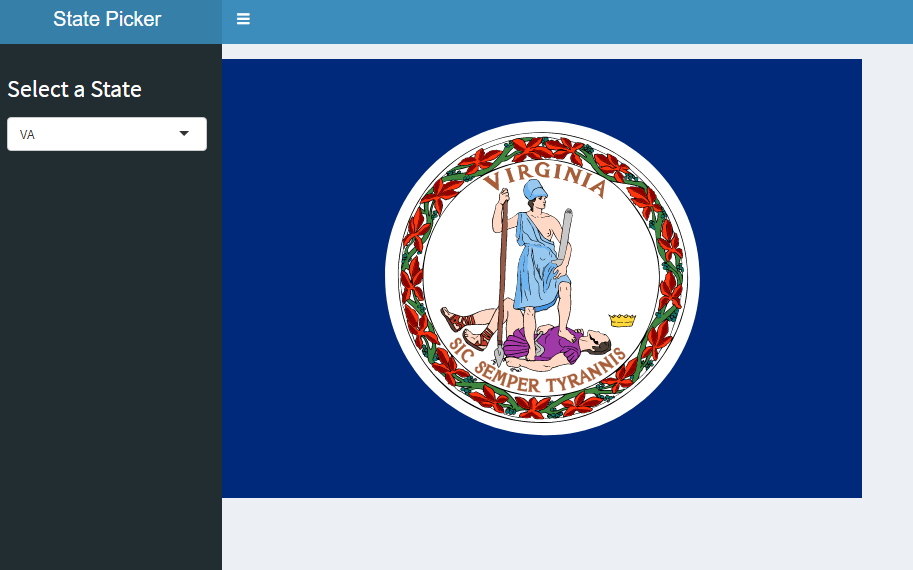 State Picker
Select a State
VA
VIRGINIA
SIC SEMPER TYRANNIS